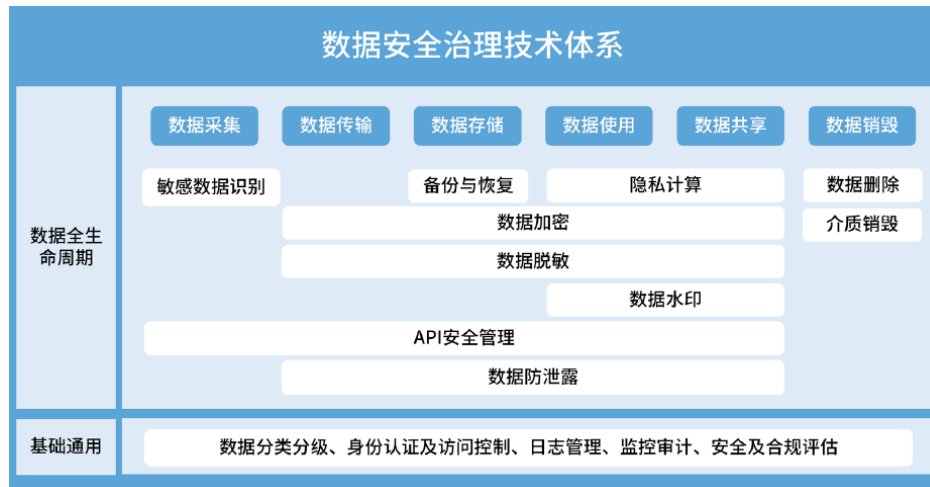 数据安全治理技术体系
数据采集 数据传输 数据存储 数据使用 数据共享 数据销毁
敏感数据识别 备份与恢复 隐私计算 数据删除
数据加密 介质销毁
数据全生
命周期
数据脱敏
数据水印
API安全管理
数据防泄露
基础通用
数据分类分级、身份认证及访问控制、日志管理、监控审计、安全及合规评估